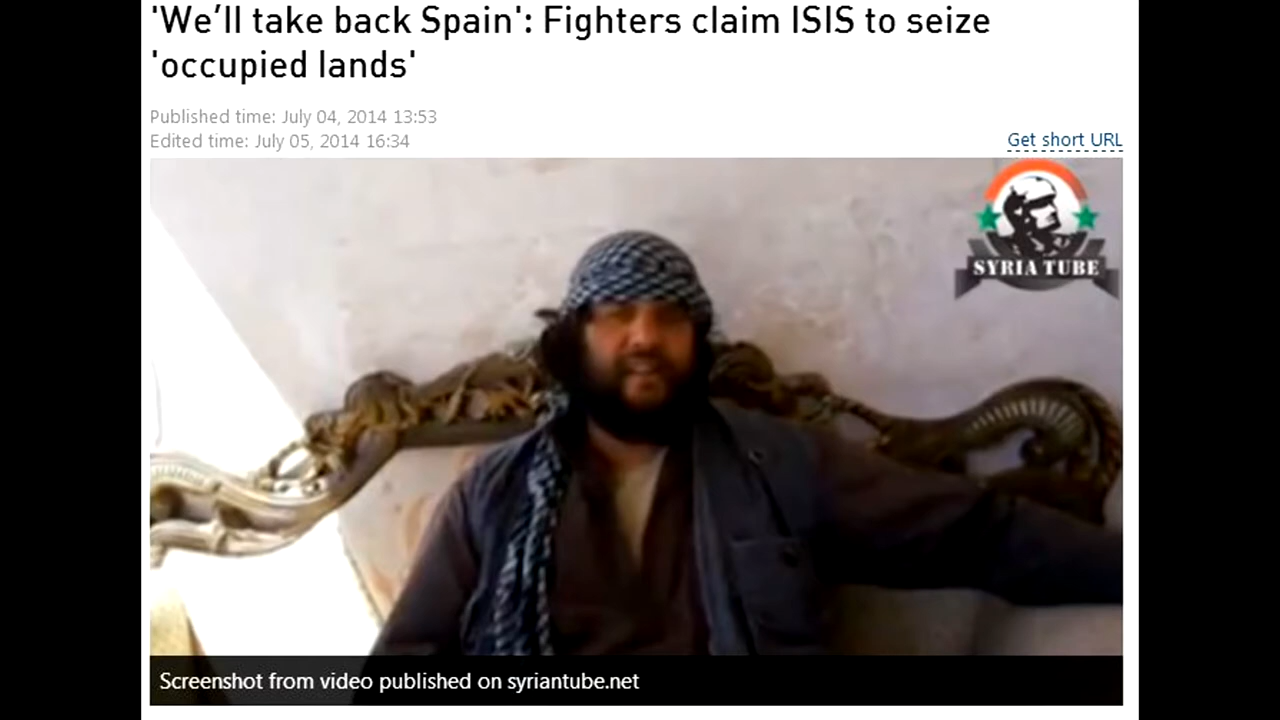 'We’ll take back Spain': Fighters claim ISIS to seize
'occupied lands'
Published time: July 04, 2014 13:53
Edited time: July 05, 2014 16:34
Get short URL
SYRIA TUBE
Screenshot from video published on syriantube.net